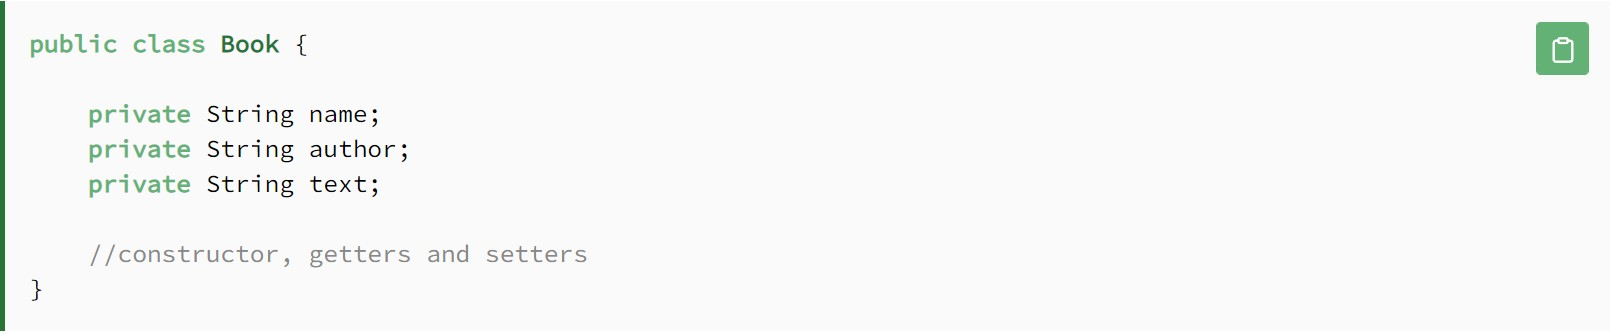 public class Book {
private String name;
private String author;
private String text;
//constructor, getters and setters
}